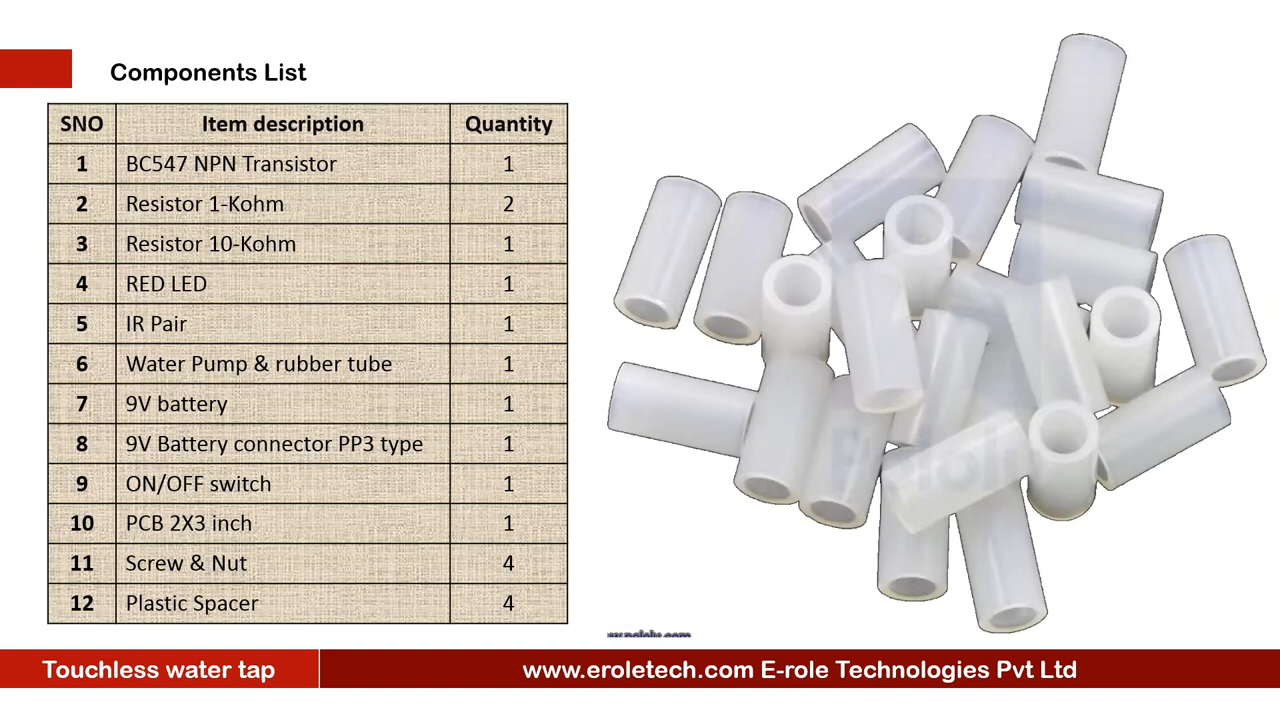 Components List
SNO Item description Quantity
1 BC547 NPN Transistor 1
2 Resistor 1-Kohm 2
3 Resistor 10-Kohm 1
4 RED LED 1
5 IR Pair 1
6 Water Pump & rubber tube 1
7 9V battery 1
8 9V Battery connector PP3 type 1
9 ON/OFF switch 1
10 PCB 2X3 inch 1
11 Screw & Nut 4
12 Plastic Spacer 4
Touchless water tap www.eroletech.com E-role Technologies Pvt Ltd